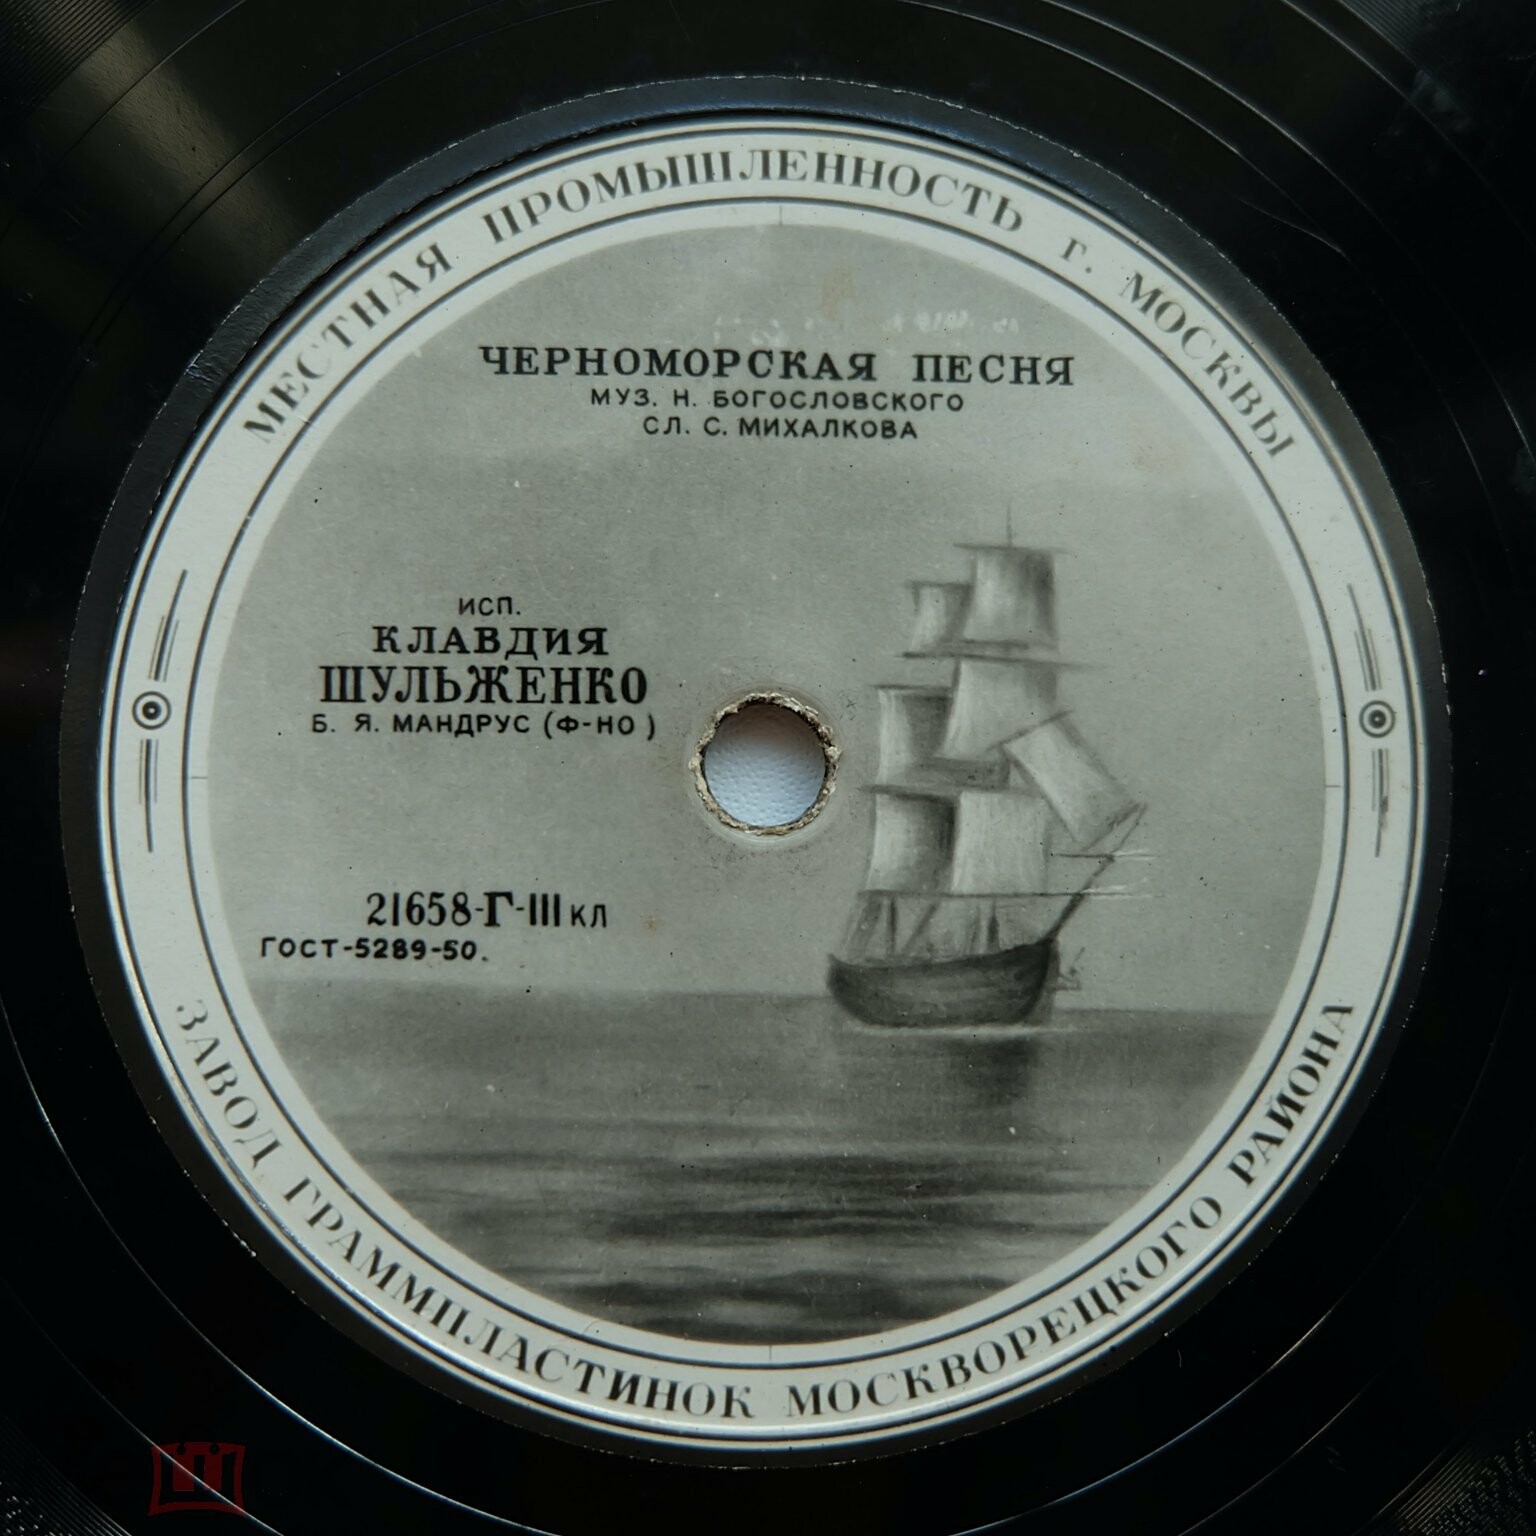 МЕСТНАЯ ПРОМЫШЛЕННОСТЬ г. МОСКВЫ
ЧЕРНОМОРСКАЯ ПЕСНЯ
МУЗ. Н. БОГОСЛОВСКОГО
СЛ. С. МИХАЛКОВА
ИСП.
КЛАВДИЯ
ШУЛЬЖЕНКО
Б. Я. МАНДРУС (Ф-НО)
21658-Г-III КЛ
ГОСТ-5289-50.
ЗАВОД ГРАММПЛАСТИНОК МОСКВОРЕЦКОГО РАЙОНА